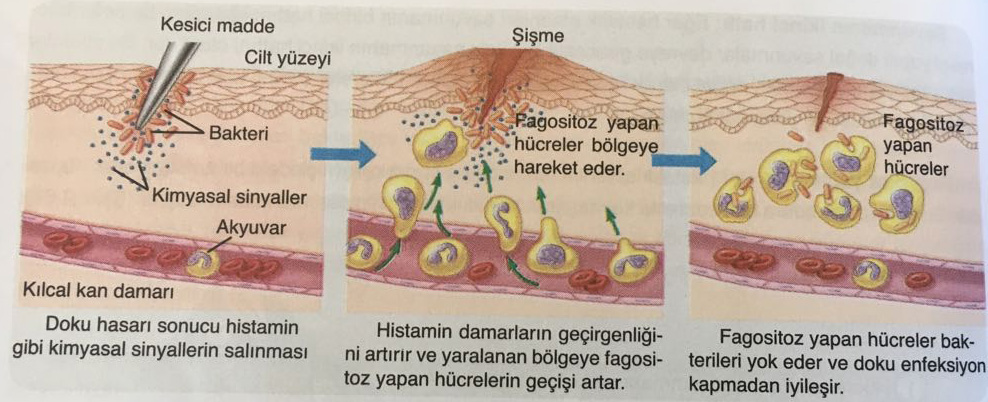 Kesici madde
Cilt yüzeyi
Bakteri
Kimyasal sinyaller
Akyuvar
Kılcal kan damarı
Doku hasarı sonucu histamin
gibi kimyasal sinyallerin salınması
Şişme
Fagositoz yapan
hücreler bölgeye
hareket eder.
Histamin damarların geçirgenliği-
ni artırır ve yaralanan bölgeye fagosi-
toz yapan hücrelerin geçişi artar.
Fagositoz
yapan
hücreler
Fagositoz yapan hücreler bak-
terileri yok eder ve doku enfeksiyon
kapmadan iyileşir.